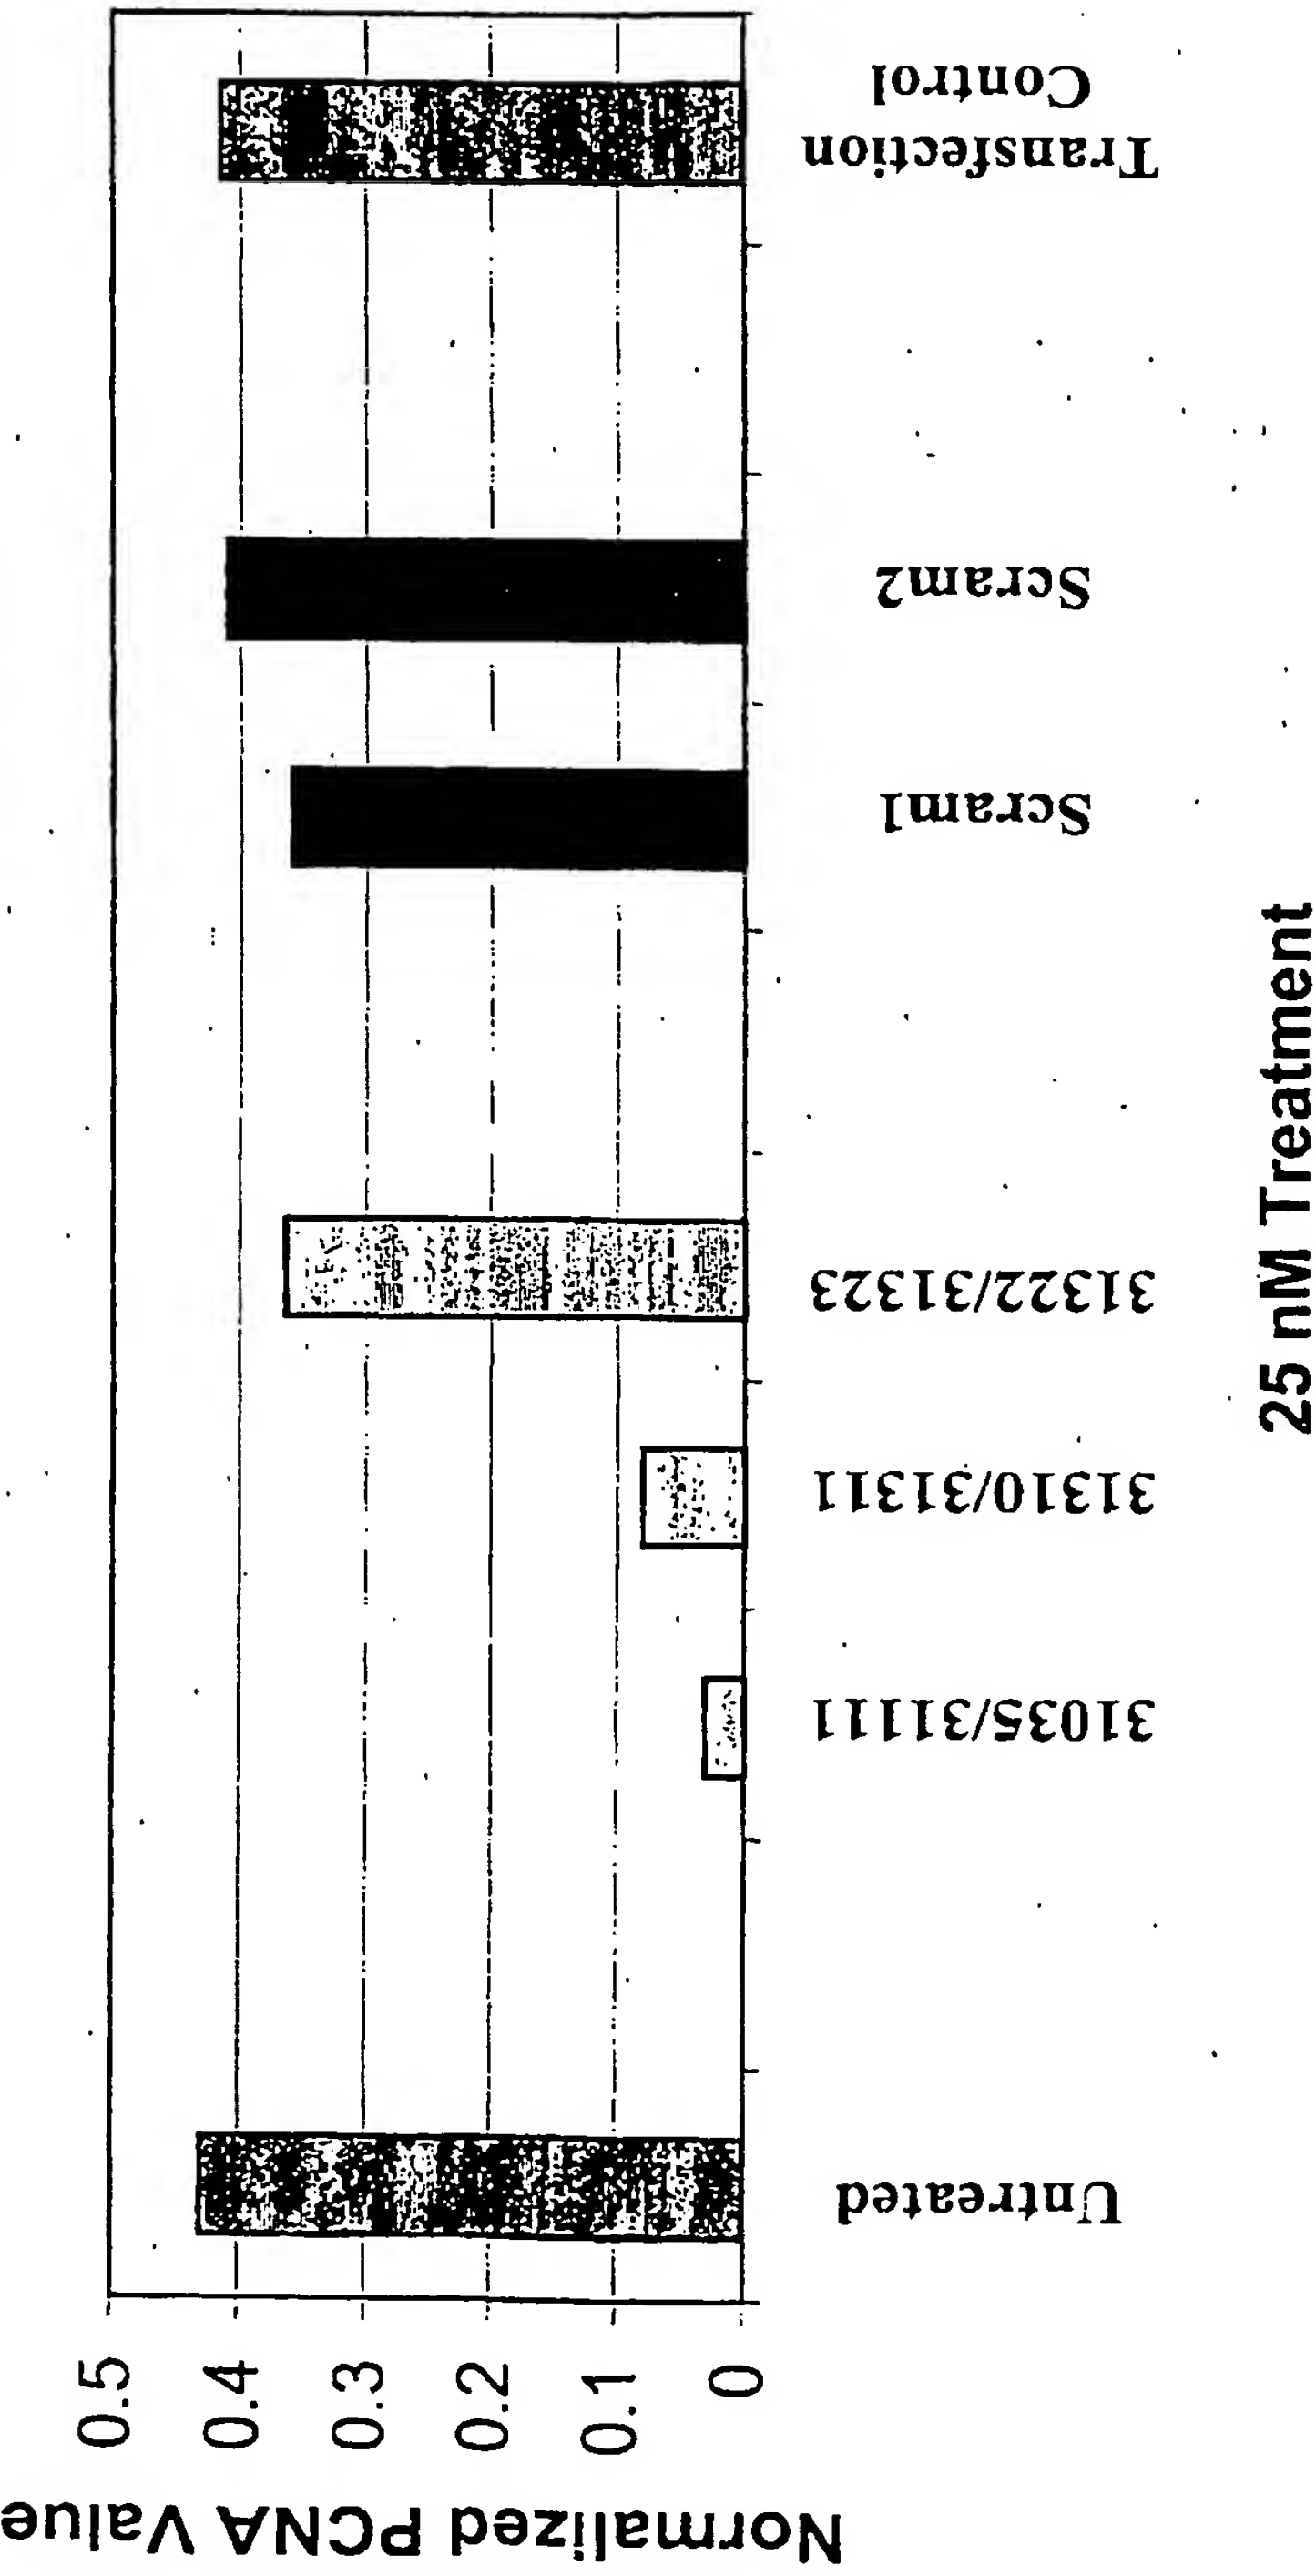 Normalized PCNA Value
0.5
0.4
0.3
0.2
0.1
0
Untreated
31035/31111
31310/31311
31322/31323
Scram1
Scram2
Transfection
Control
25 nM Treatment